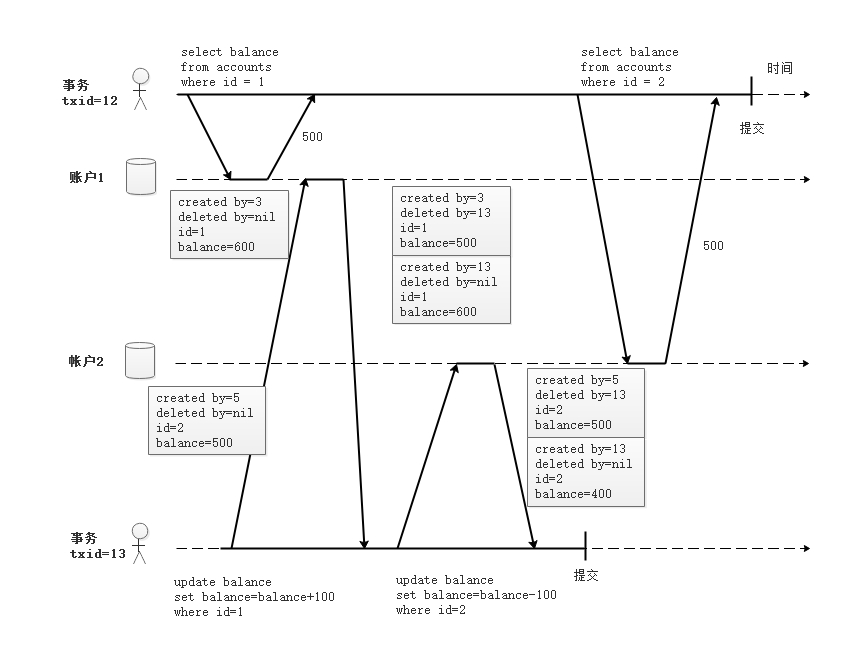 select balance
from accounts
where id = 1
select balance
from accounts
where id = 2
时间
事务
txid=12
提交
500
账户1
created by=3
deleted by=nil
id=1
balance=600
created by=3
deleted by=13
id=1
balance=500
created by=13
deleted by=nil
id=1
balance=600
500
帐户2
created by=5
deleted by=nil
id=2
balance=500
created by=5
deleted by=13
id=2
balance=500
created by=13
deleted by=nil
id=2
balance=400
事务
txid=13
提交
update balance
set balance=balance+100
where id=1
update balance
set balance=balance-100
where id=2